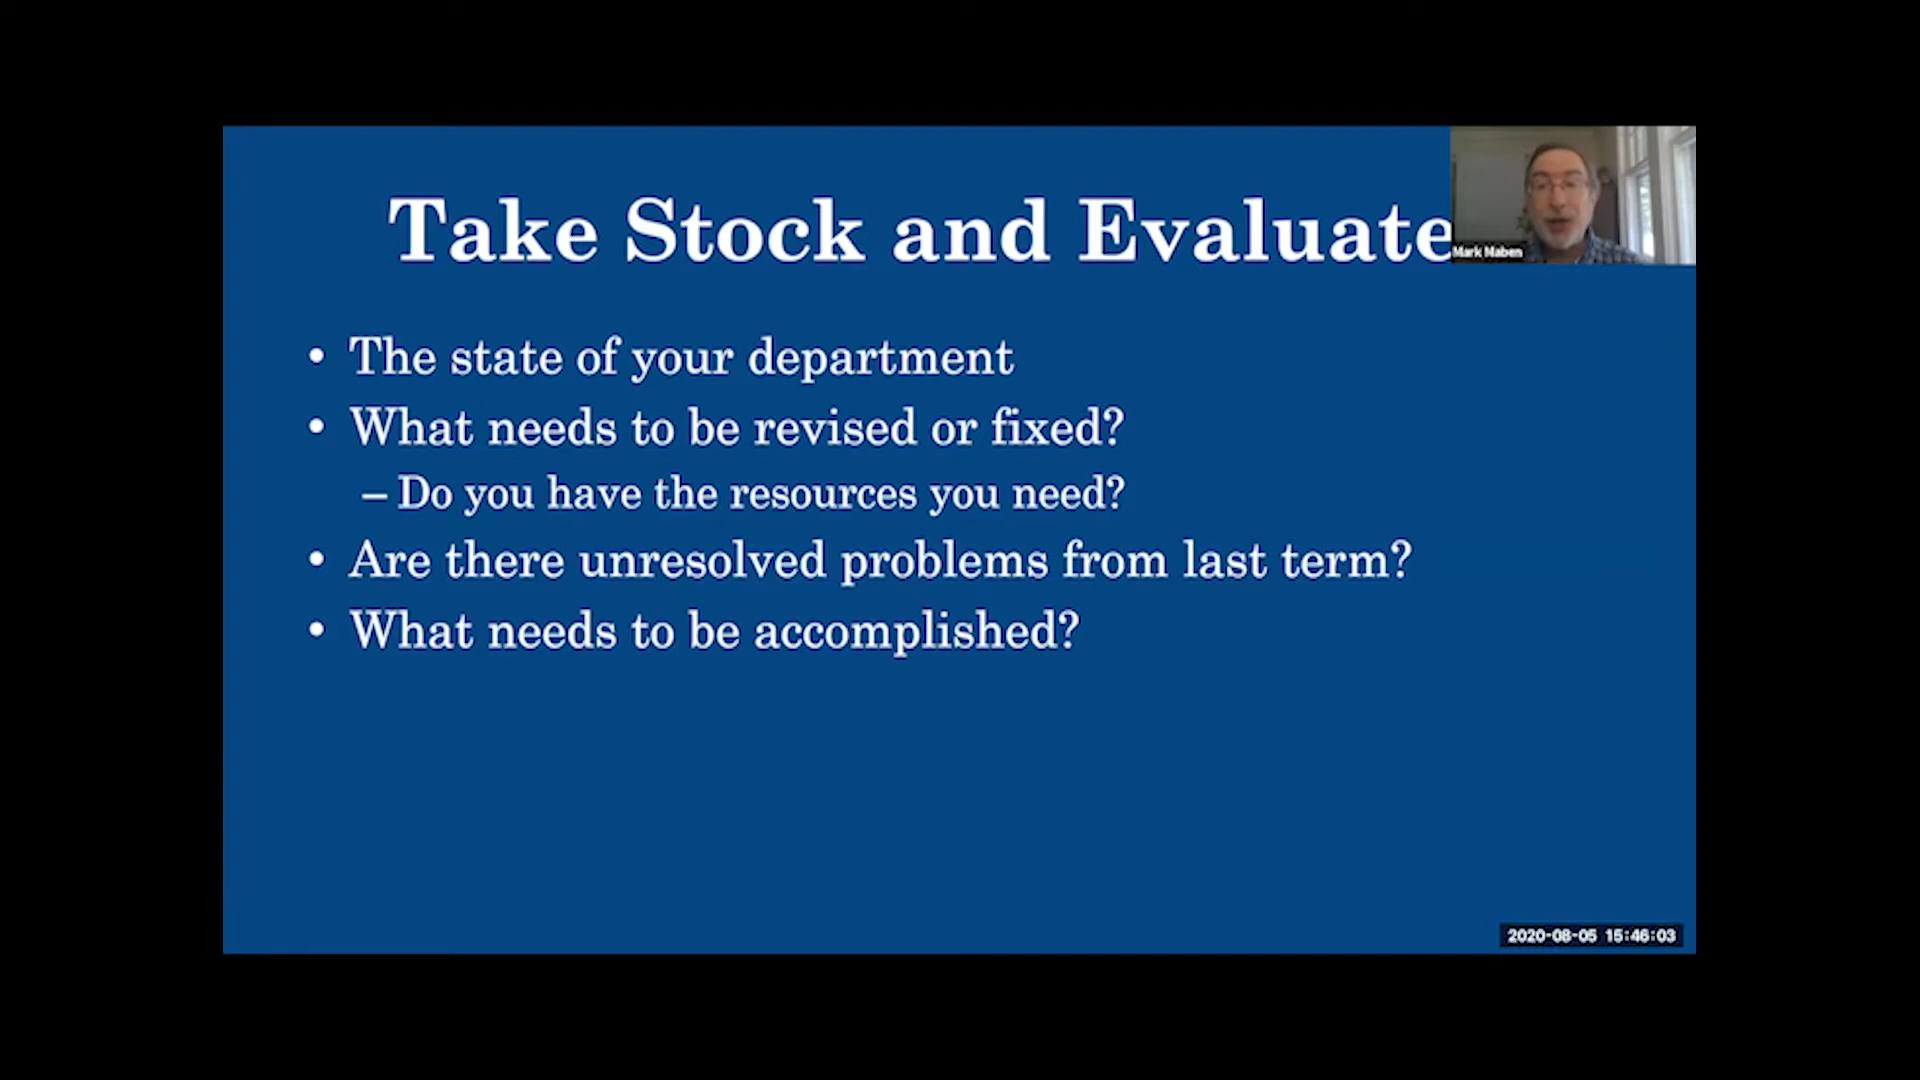 Take Stock and Evaluate
Mark Maben
• The state of your department
• What needs to be revised or fixed?
– Do you have the resources you need?
• Are there unresolved problems from last term?
• What needs to be accomplished?
2020-08-05 15:46:03